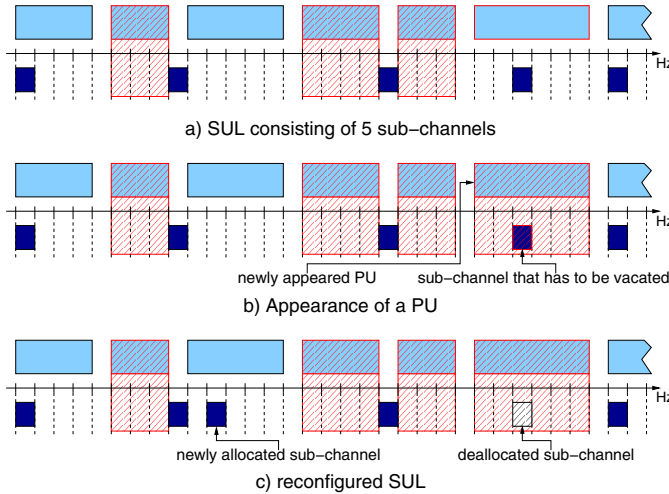 Hz
a) SUL consisting of 5 sub-channels
Hz
newly appeared PU
sub-channel that has to be vacated
b) Appearance of a PU
Hz
newly allocated sub-channel
deallocated sub-channel
c) reconfigured SUL